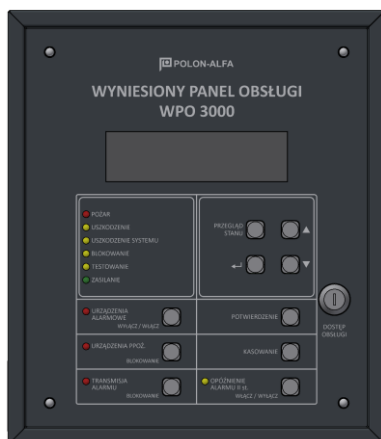 POLON-ALFA
WYNIESIONY PANEL OBSŁUGI
WPO 3000
POŻAR
USZKODZENIE
USZKODZENIE SYSTEMU
BLOKOWANIE
TESTOWANIE
ZASILANIE
PRZEGLĄD
STANU
URZĄDZENIA
ALARMOWE
WYŁĄCZ / WŁĄCZ
POTWIERDZENIE
DOSTĘP
OBSŁUGI
URZĄDZENIA PPOŻ.
BLOKOWANIE
KASOWANIE
TRANSMISJA
ALARMU
BLOKOWANIE
OPÓŹNIENIE
ALARMU II st.
WŁĄCZ / WYŁĄCZ